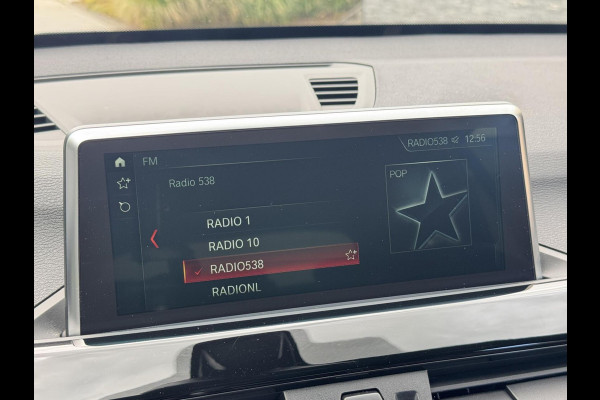 RADIO538 12:56
FM
Radio 538
POP
RADIO 1
RADIO 10
RADIO538
RADIONL